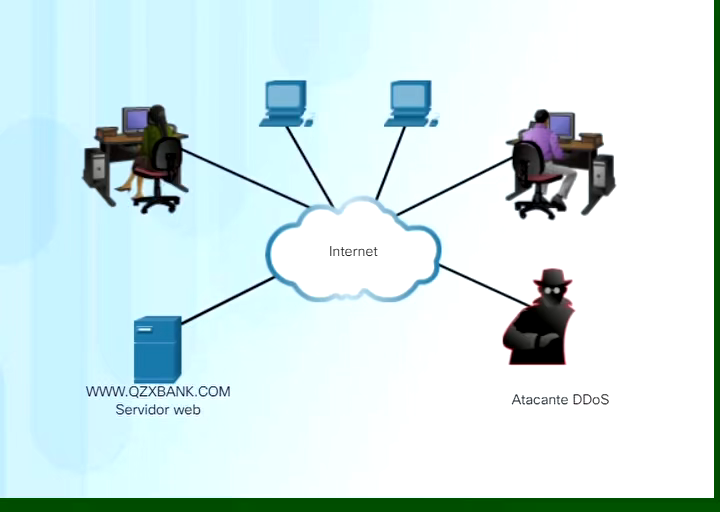 Internet
WWW.QZXBANK.COM
Servidor web
Atacante DDoS